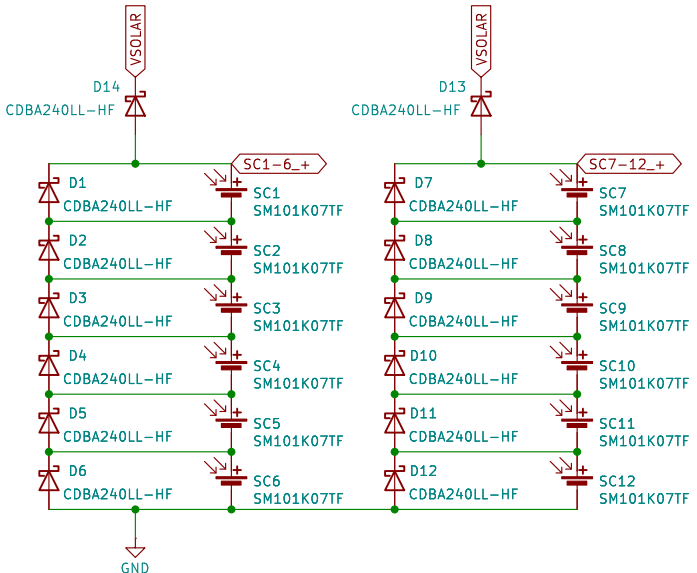 VSOLAR
VSOLAR
D14
CDBA240LL-HF
D13
CDBA240LL-HF
SC1-6_+
SC7-12_+
D1
CDBA240LL-HF
SC1
SM101K07TF
D7
CDBA240LL-HF
SC7
SM101K07TF
D2
CDBA240LL-HF
SC2
SM101K07TF
D8
CDBA240LL-HF
SC8
SM101K07TF
D3
CDBA240LL-HF
SC3
SM101K07TF
D9
CDBA240LL-HF
SC9
SM101K07TF
D4
CDBA240LL-HF
SC4
SM101K07TF
D10
CDBA240LL-HF
SC10
SM101K07TF
D5
CDBA240LL-HF
SC5
SM101K07TF
D11
CDBA240LL-HF
SC11
SM101K07TF
D6
CDBA240LL-HF
SC6
SM101K07TF
D12
CDBA240LL-HF
SC12
SM101K07TF
GND